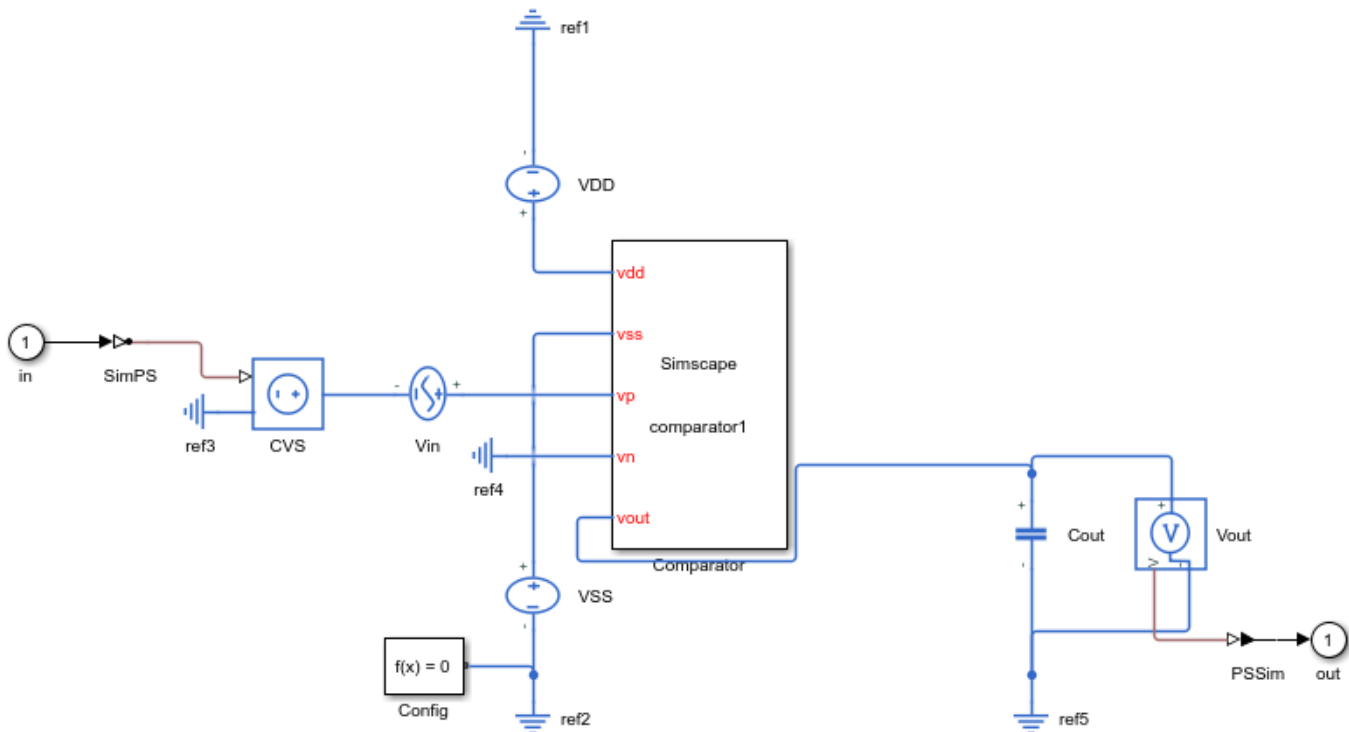 ref1
-
VDD
+
vdd
1
in
SimPS
vss
Simscape
-
+
vp
comparator1
ref3
CVS
Vin
vn
ref4
vout
+
+
V
Cout
Vout
-
V
-
Comparator
+
VSS
-
f(x) = 0
Config
1
PSSim
out
ref2
ref5